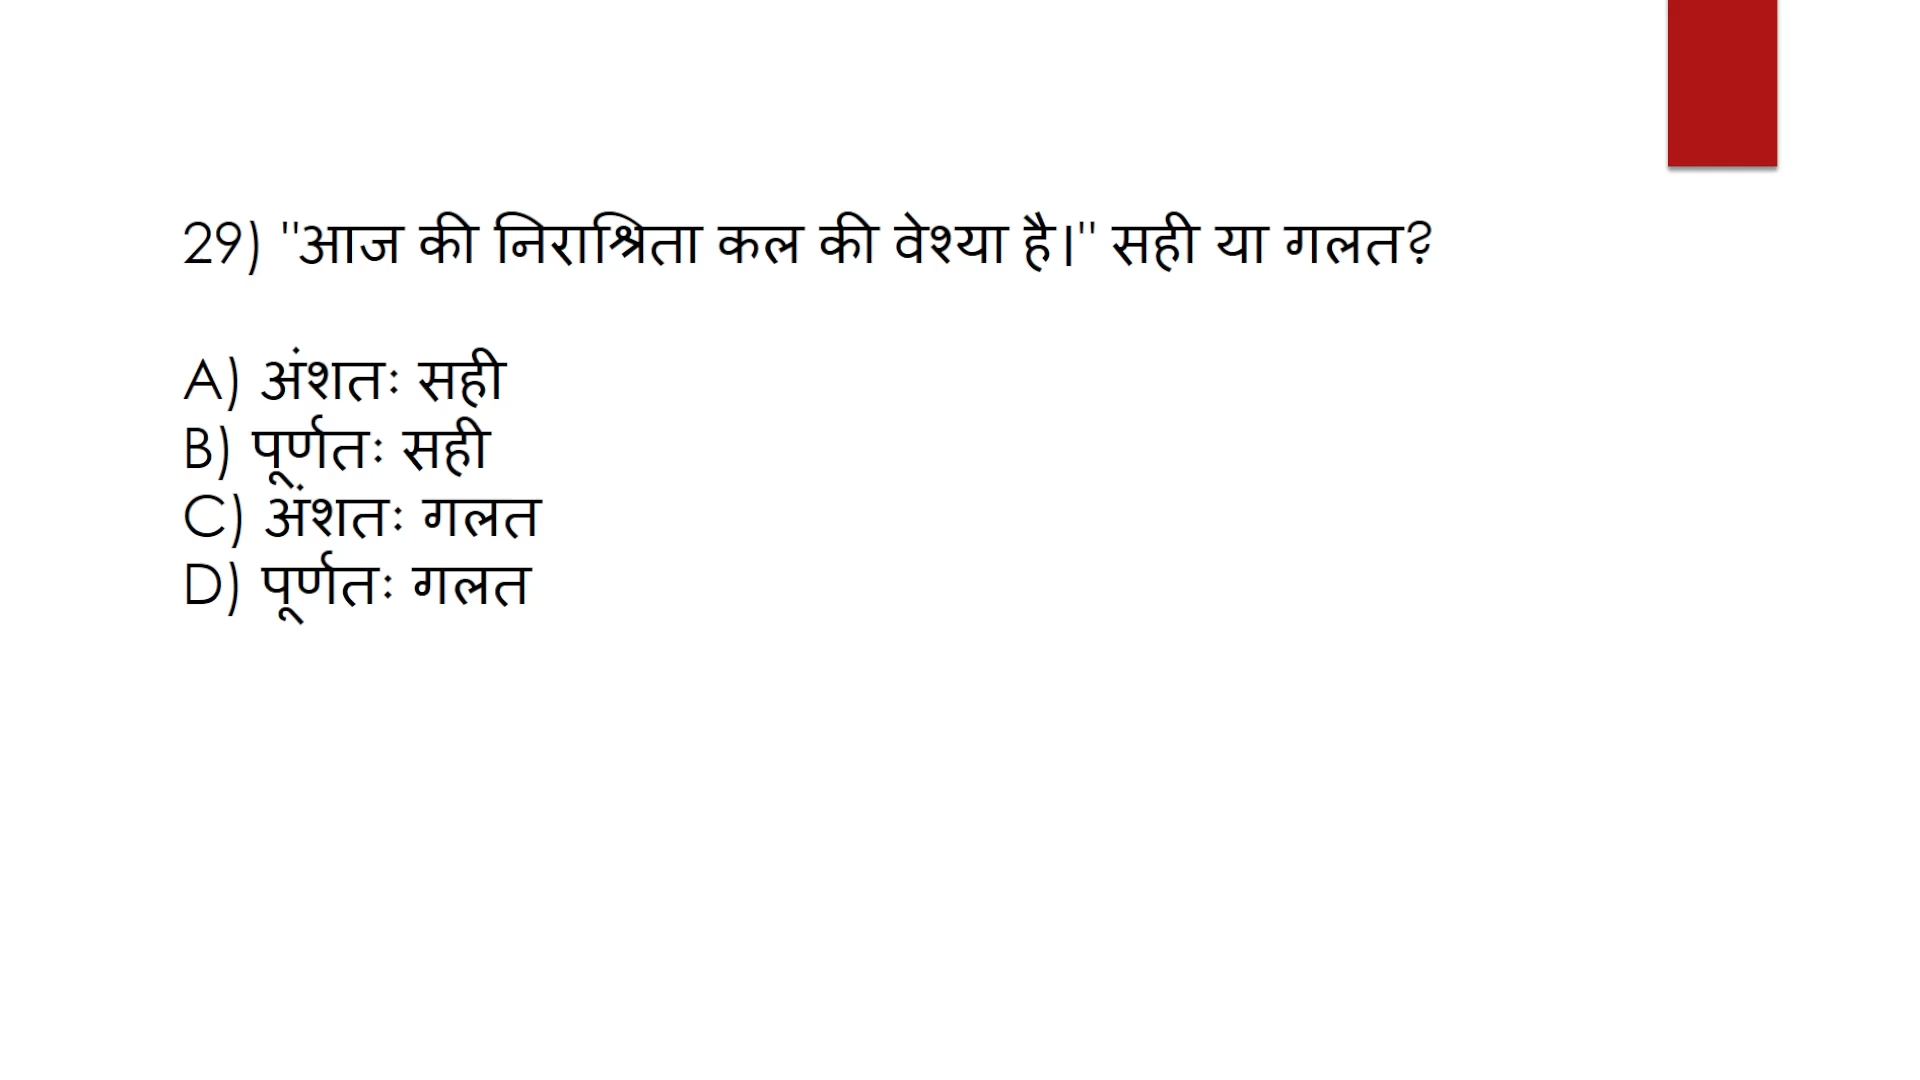 29) "आज की निराश्रिता कल की वेश्या है।" सही या गलत?
A) अंशतः सही
B) पूर्णतः सही
C) अंशतः गलत
D) पूर्णतः गलत